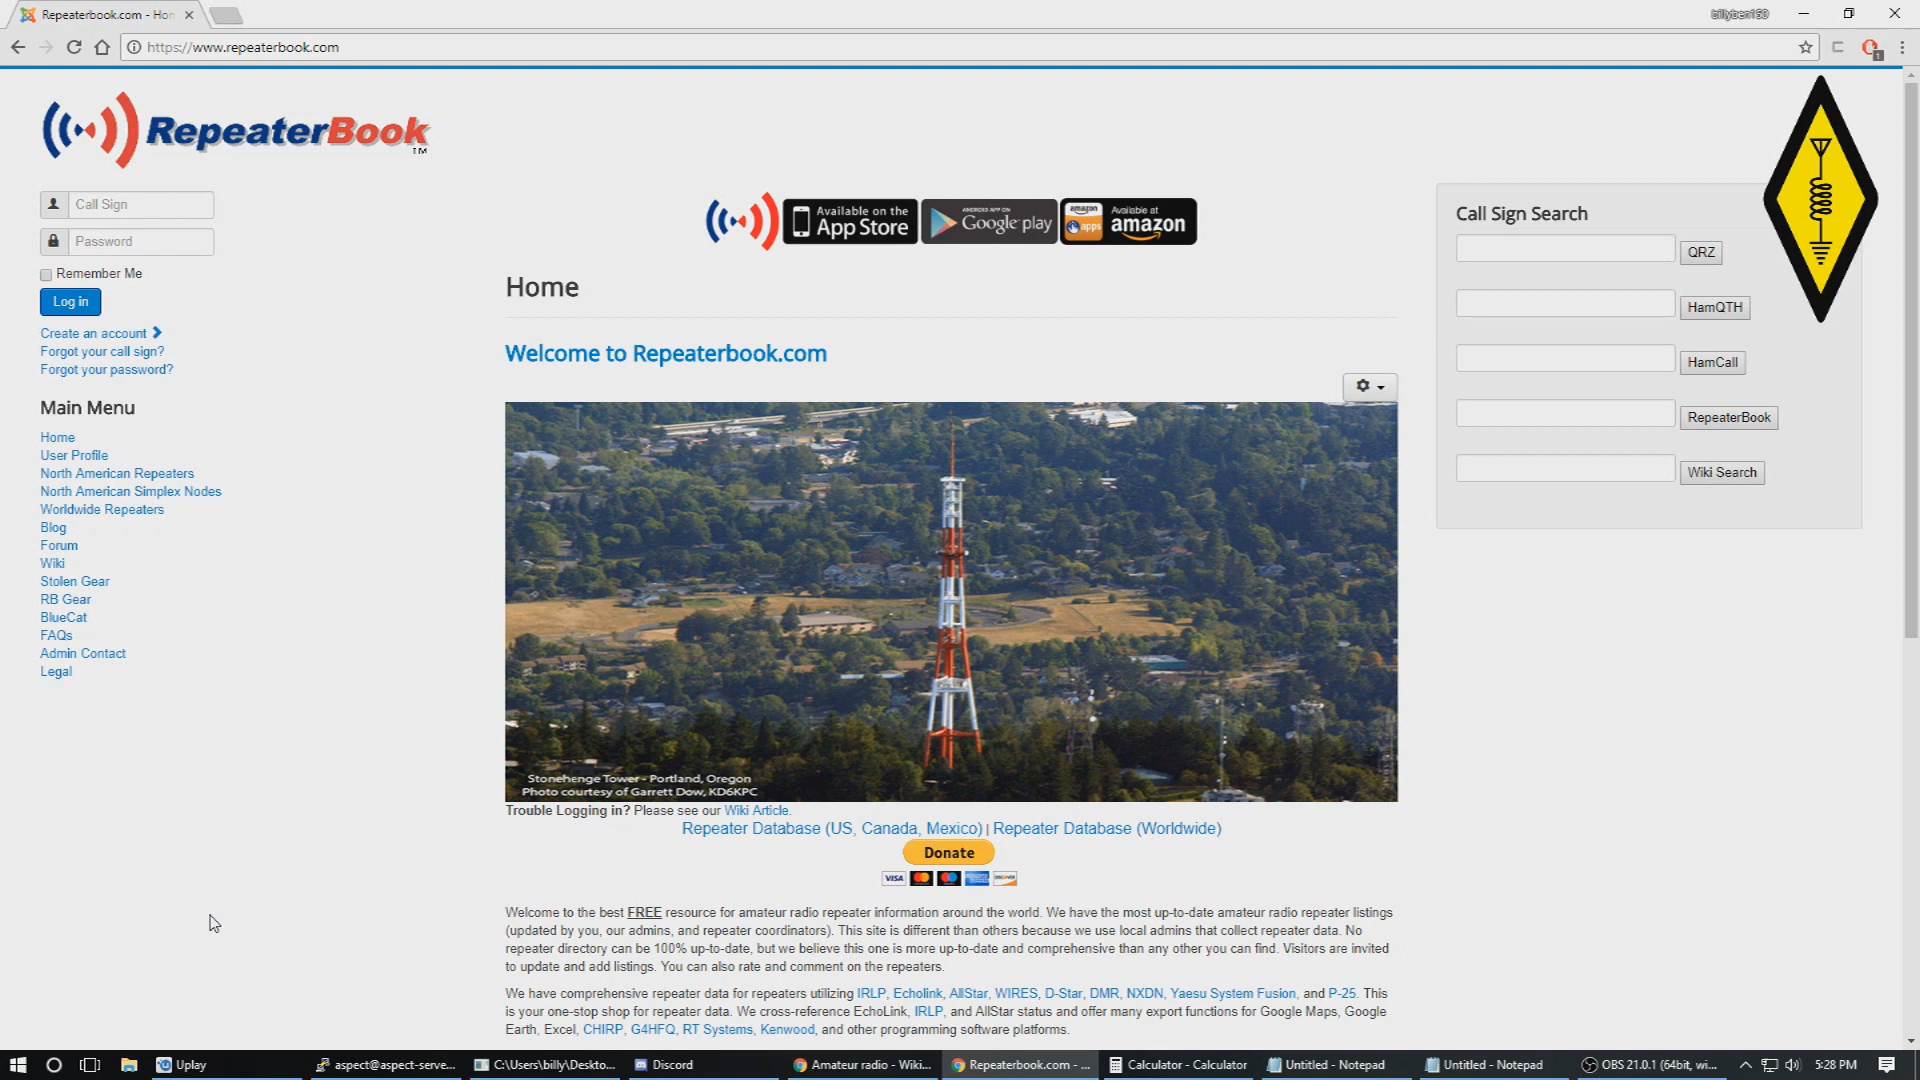 Repeaterbook.com - Hom
billyben150
https://www.repeaterbook.com
RepeaterBook
TM
Call Sign
Password
Remember Me
Log in
Create an account
Forgot your call sign?
Forgot your password?
Main Menu
Home
User Profile
North American Repeaters
North American Simplex Nodes
Worldwide Repeaters
Blog
Forum
Wiki
Stolen Gear
RB Gear
BlueCat
FAQs
Admin Contact
Legal
Available on the
App Store
ANDROID APP ON
Google play
amazon
apps
Available at
amazon
Home
Welcome to Repeaterbook.com
Stonehenge Tower - Portland, Oregon
Photo courtesy of Garrett Dow, KD6KPC
Trouble Logging in? Please see our Wiki Article.
Repeater Database (US, Canada, Mexico) | Repeater Database (Worldwide)
Donate
VISA
DISCOVER
Welcome to the best FREE resource for amateur radio repeater information around the world. We have the most up-to-date amateur radio repeater listings
(updated by you, our admins, and repeater coordinators). This site is different than others because we use local admins that collect repeater data. No
repeater directory can be 100% up-to-date, but we believe this one is more up-to-date and comprehensive than any other you can find. Visitors are invited
to update and add listings. You can also rate and comment on the repeaters.
We have comprehensive repeater data for repeaters utilizing IRLP, Echolink, AllStar, WIRES, D-Star, DMR, NXDN, Yaesu System Fusion, and P-25. This
is your one-stop shop for repeater data. We cross-reference EchoLink, IRLP, and AllStar status and offer many export functions for Google Maps, Google
Earth, Excel, CHIRP, G4HFQ, RT Systems, Kenwood, and other programming software platforms.
Call Sign Search
QRZ
HamQTH
HamCall
RepeaterBook
Wiki Search
1
Uplay
aspect@aspect-serve...
C:\Users\billy\Deskto...
Discord
Amateur radio - Wiki...
Repeaterbook.com - ...
Calculator - Calculator
Untitled - Notepad
Untitled - Notepad
OBS 21.0.1 (64bit, wi...
5:28 PM